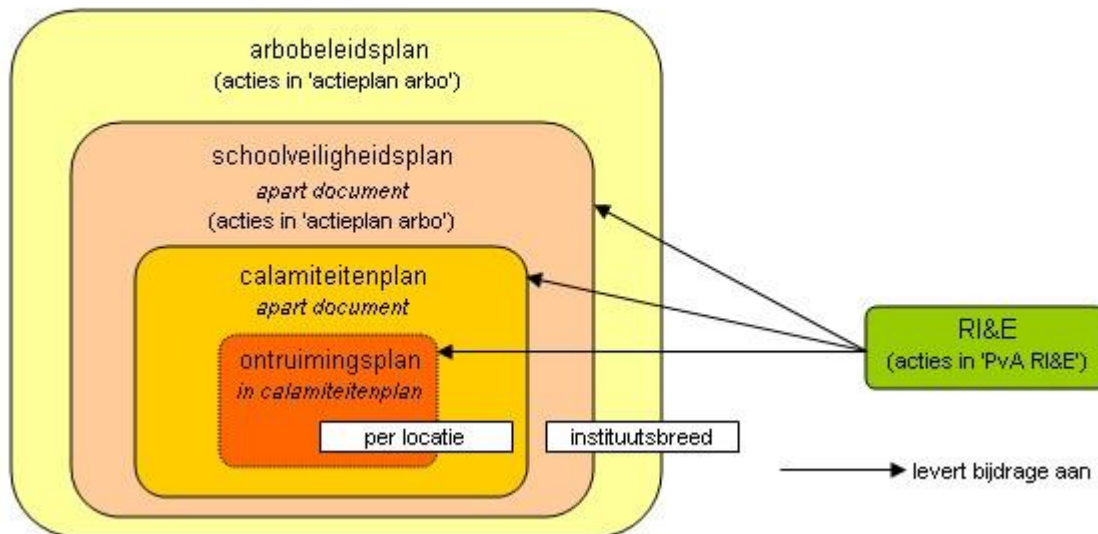 arbobeleidsplan
(acties in 'actieplan arbo')
schoolveiligheidsplan
apart document
(acties in 'actieplan arbo')
calamiteitenplan
apart document
ontruimingsplan
in calamiteitenplan
per locatie
instituutsbreed
RI&E
(acties in 'PvA RI&E')
levert bijdrage aan